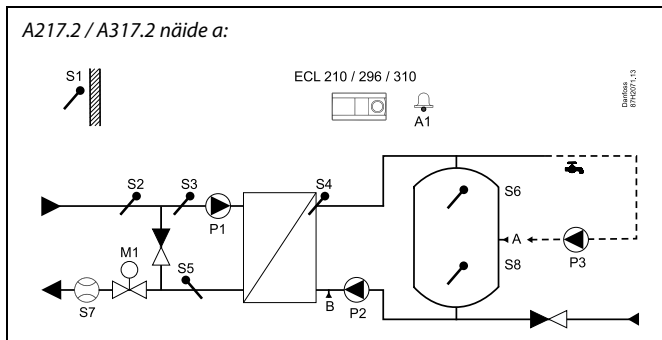 A217.2 / A317.2 näide a:
S1
ECL 210 / 296 / 310
A1
Danfoss
87H2071.13
S2
S3
S4
S6
P1
A
P3
M1
S5
S8
S7
B
P2